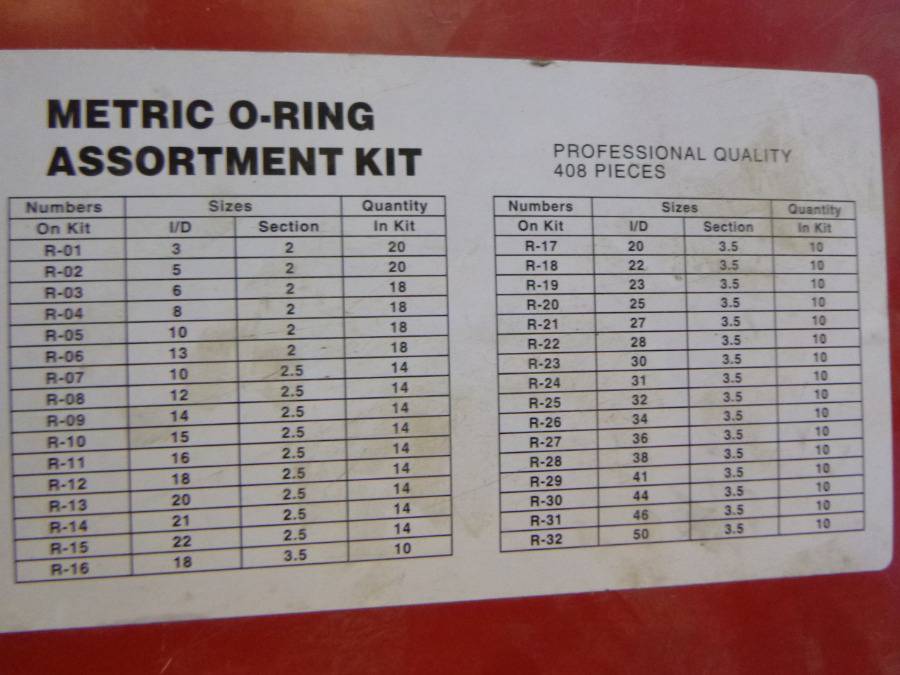 METRIC O-RING
ASSORTMENT KIT
PROFESSIONAL QUALITY
408 PIECES
Numbers Sizes Quantity
On Kit I/D Section In Kit
R-01 3 2 20
R-02 5 2 20
R-03 6 2 18
R-04 8 2 18
R-05 10 2 18
R-06 13 2 18
R-07 10 2.5 14
R-08 12 2.5 14
R-09 14 2.5 14
R-10 15 2.5 14
R-11 16 2.5 14
R-12 18 2.5 14
R-13 20 2.5 14
R-14 21 2.5 14
R-15 22 2.5 14
R-16 18 3.5 10
Numbers Sizes Quantity
On Kit I/D Section In Kit
R-17 20 3.5 10
R-18 22 3.5 10
R-19 23 3.5 10
R-20 25 3.5 10
R-21 27 3.5 10
R-22 28 3.5 10
R-23 30 3.5 10
R-24 31 3.5 10
R-25 32 3.5 10
R-26 34 3.5 10
R-27 36 3.5 10
R-28 38 3.5 10
R-29 41 3.5 10
R-30 44 3.5 10
R-31 46 3.5 10
R-32 50 3.5 10